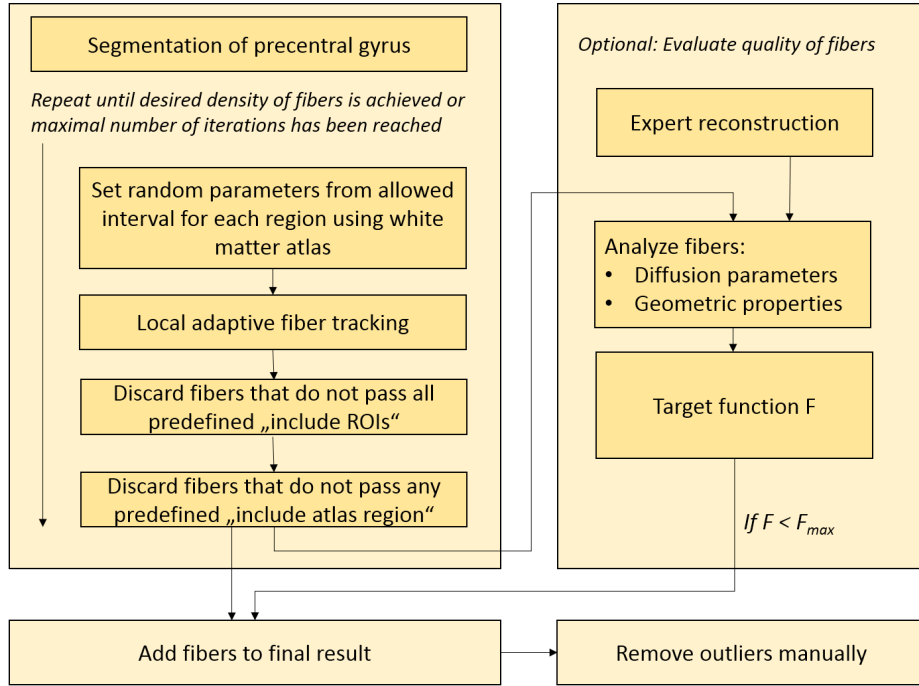 Segmentation of precentral gyrus
Repeat until desired density of fibers is achieved or
maximal number of iterations has been reached
Set random parameters from allowed
interval for each region using white
matter atlas
Local adaptive fiber tracking
Discard fibers that do not pass all
predefined „include ROIs“
Discard fibers that do not pass any
predefined „include atlas region“
Optional: Evaluate quality of fibers
Expert reconstruction
Analyze fibers:
• Diffusion parameters
• Geometric properties
Target function F
If F < Fmax
Add fibers to final result
Remove outliers manually